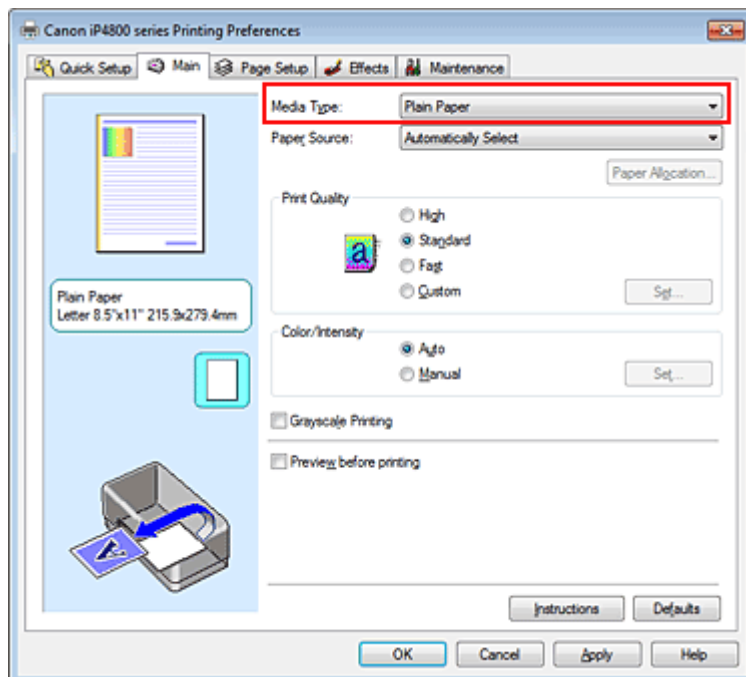 Canon iP4800 series Printing Preferences
Quick Setup Main Page Setup Effects Maintenance
Media Type: Plain Paper
Paper Source: Automatically Select
Paper Allocation...
Print Quality
High
a Standard
Fast
Custom Set...
Plain Paper
Letter 8.5"x11" 215.9x279.4mm
Color/Intensity
Auto
Manual Set...
Grayscale Printing
Preview before printing
Instructions Defaults
OK Cancel Apply Help